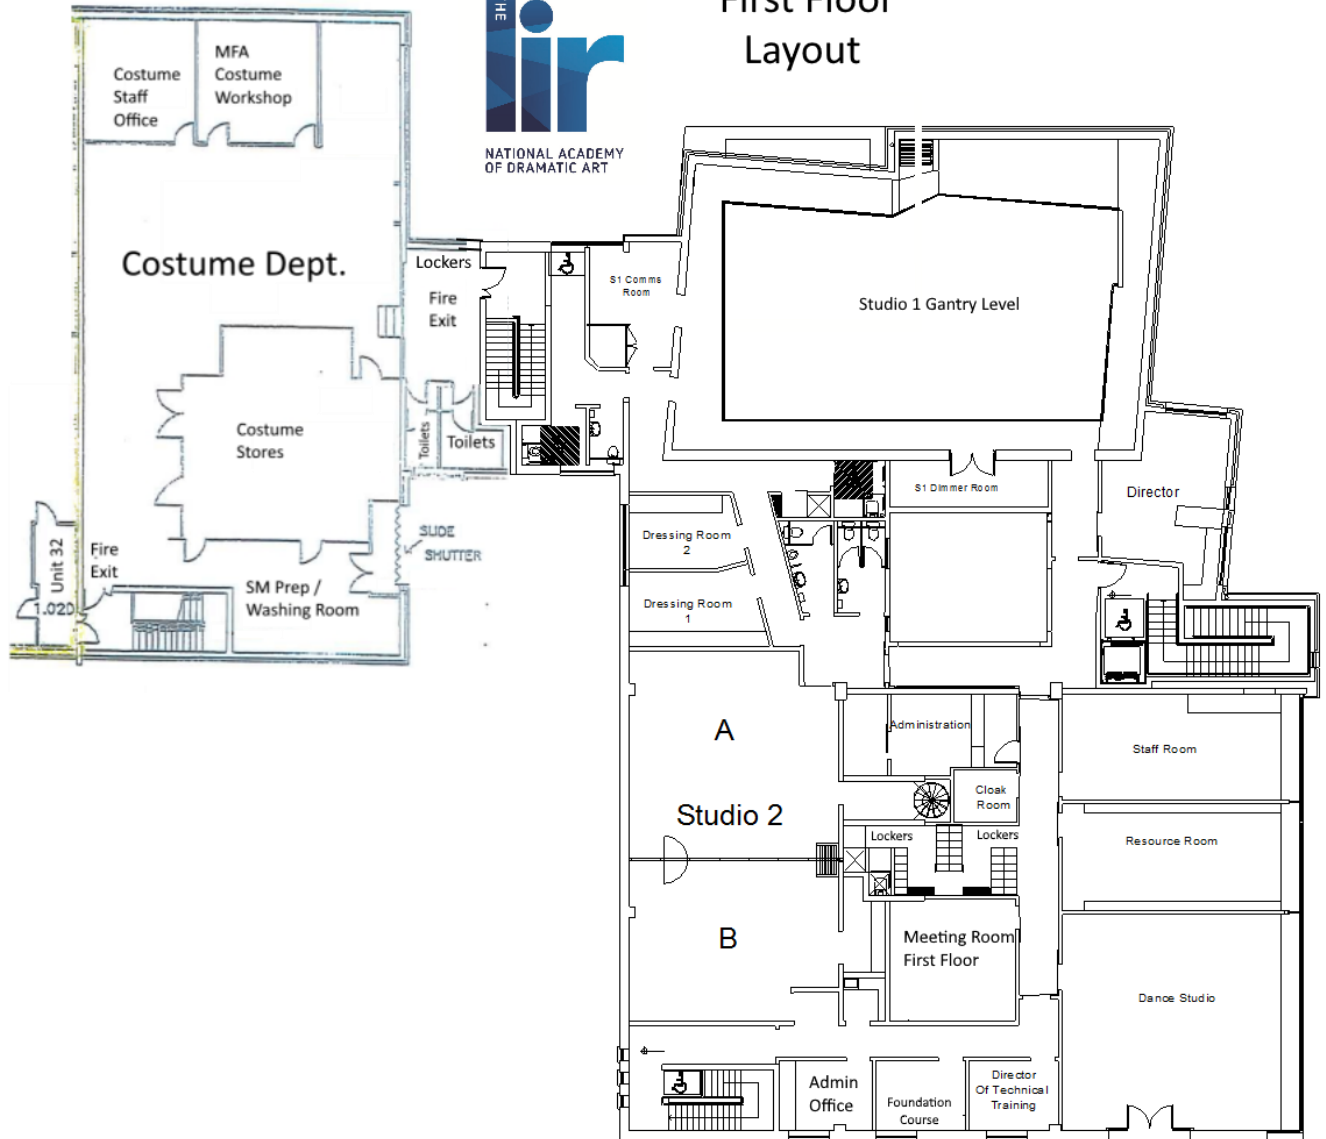 First Floor
Layout
THE
lir
NATIONAL ACADEMY
OF DRAMATIC ART
Costume
Staff
Office
MFA
Costume
Workshop
Costume Dept.
Lockers
Fire
Exit
S1 Comms
Room
Studio 1 Gantry Level
Costume
Stores
Toilets
Toilets
S1 Dimmer Room
Director
Dressing Room
2
Dressing Room
1
SLIDE
SHUTTER
Unit 32
1.020
Fire
Exit
SM Prep /
Washing Room
A
Studio 2
B
Administration
Cloak
Room
Lockers
Lockers
Staff Room
Resource Room
Meeting Room
First Floor
Dance Studio
Admin
Office
Foundation
Course
Director
Of Technical
Training